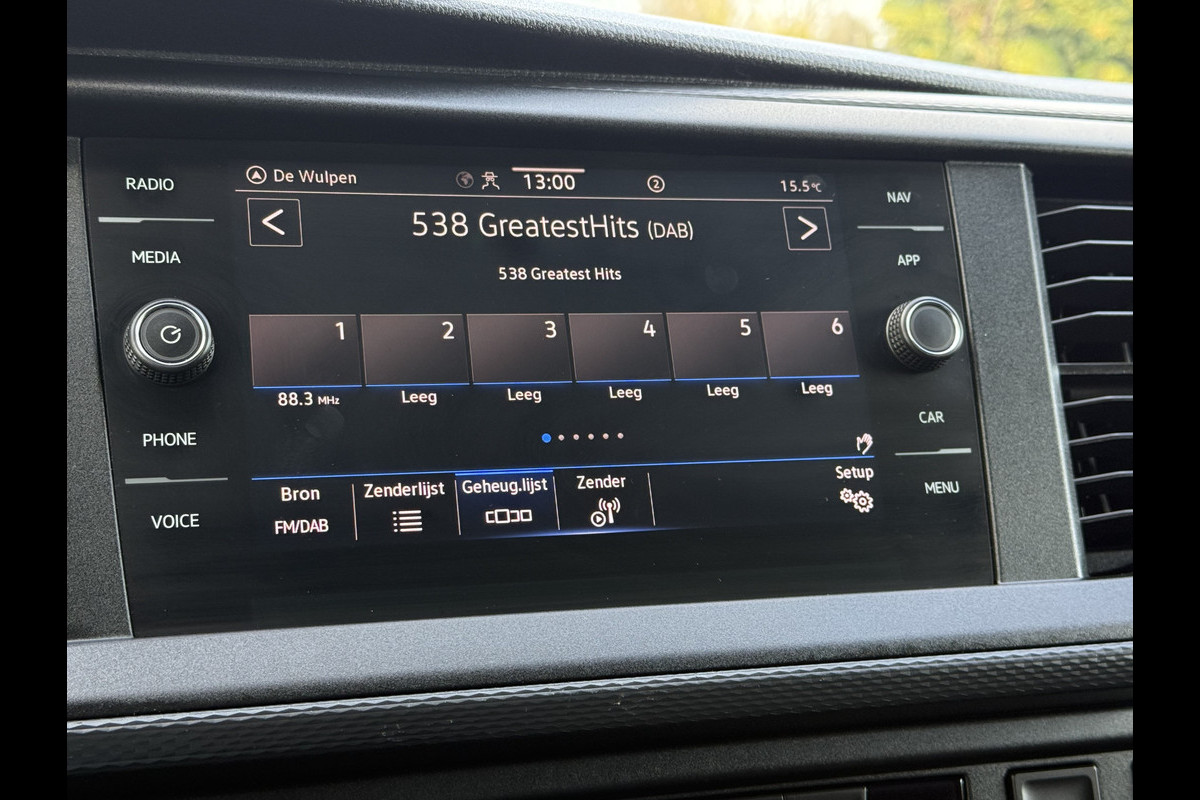 RADIO
MEDIA
PHONE
VOICE
De Wulpen
13:00
2
15.5°C
< 538 GreatestHits (DAB) >
538 Greatest Hits
1 2 3 4 5 6
88.3 MHz Leeg Leeg Leeg Leeg Leeg
Bron Zenderlijst Geheug.lijst Zender Setup
FM/DAB
NAV
APP
CAR
MENU